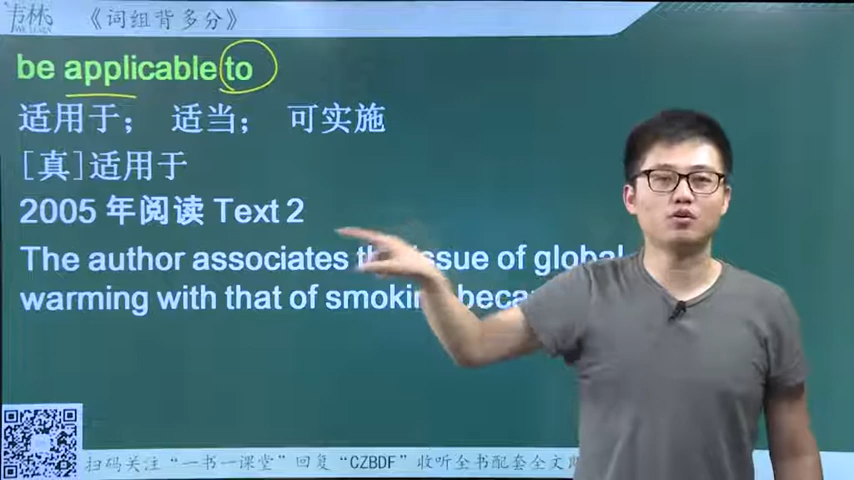 韦林 《词组背多分》
WE LEARN
be applicable to
适用于； 适当； 可实施
[真]适用于
2005 年阅读 Text 2
The author associates the issue of global
warming with that of smoking because
扫码关注“一书一课堂”回复“CZBDF”收听全书配套全文